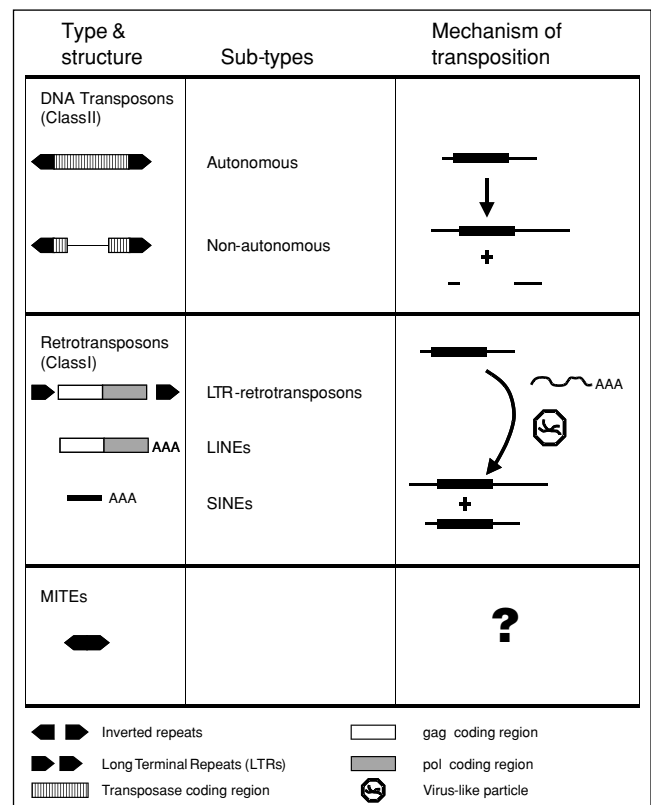 Type &
structure
Sub-types
Mechanism of
transposition
DNA Transposons
(ClassII)
Autonomous
Non-autonomous
+
Retrotransposons
(ClassI)
AAA
LTR-retrotransposons
AAA
LINEs
AAA
SINEs
+
MITEs
?
Inverted repeats
gag coding region
Long Terminal Repeats (LTRs)
pol coding region
Transposase coding region
Virus-like particle